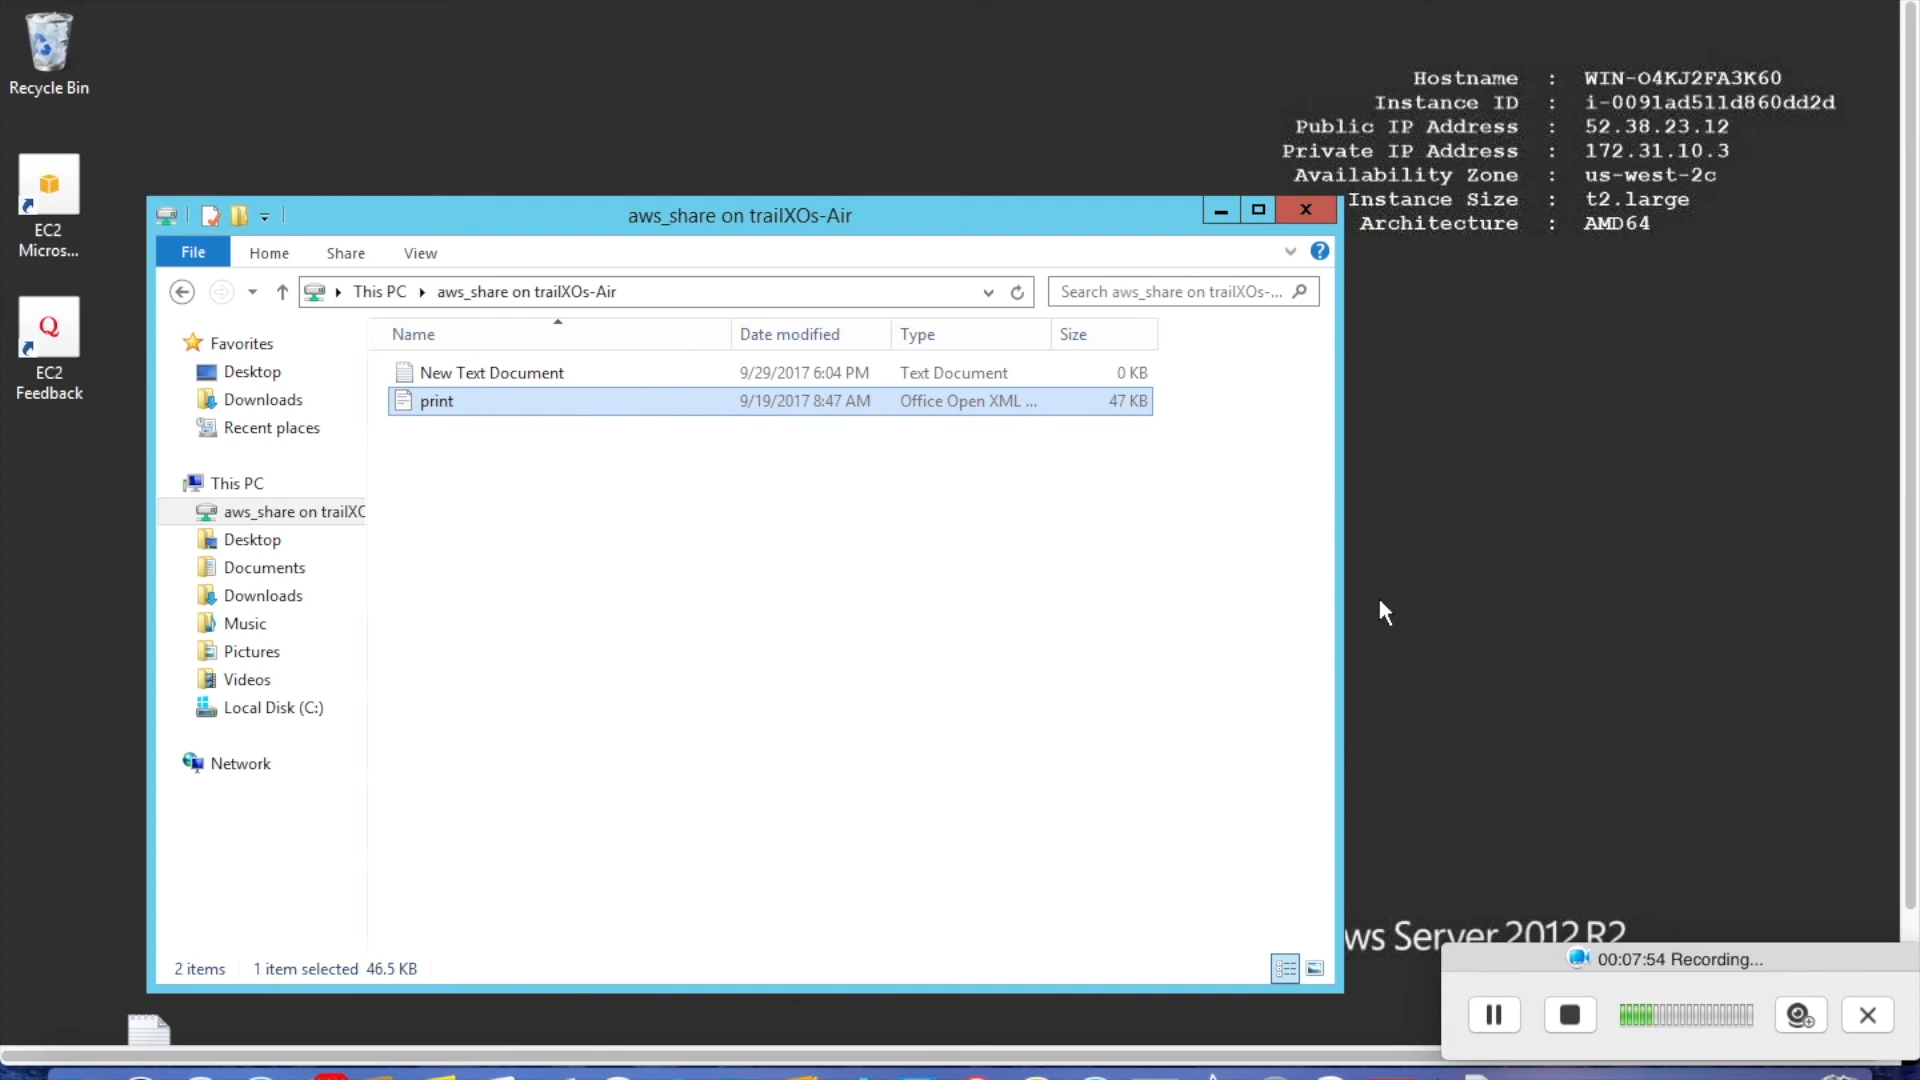 Recycle Bin
EC2
Micros...
EC2
Feedback
Hostname : WIN-O4KJ2FA3K60
Instance ID : i-0091ad511d860dd2d
Public IP Address : 52.38.23.12
Private IP Address : 172.31.10.3
Availability Zone : us-west-2c
Instance Size : t2.large
Architecture : AMD64
aws_share on trailXOs-Air
File Home Share View
This PC aws_share on trailXOs-Air
Search aws_share on trailXOs-...
Name Date modified Type Size
New Text Document 9/29/2017 6:04 PM Text Document 0 KB
print 9/19/2017 8:47 AM Office Open XML ... 47 KB
Favorites
Desktop
Downloads
Recent places
This PC
aws_share on trailXO
Desktop
Documents
Downloads
Music
Pictures
Videos
Local Disk (C:)
Network
2 items 1 item selected 46.5 KB
ws Server 2012 R2
00:07:54 Recording...